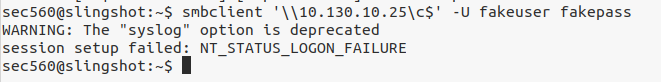 sec560@slingshot:~$ smbclient '\\10.130.10.25\c$' -U fakeuser fakepass
WARNING: The "syslog" option is deprecated
session setup failed: NT_STATUS_LOGON_FAILURE
sec560@slingshot:~$